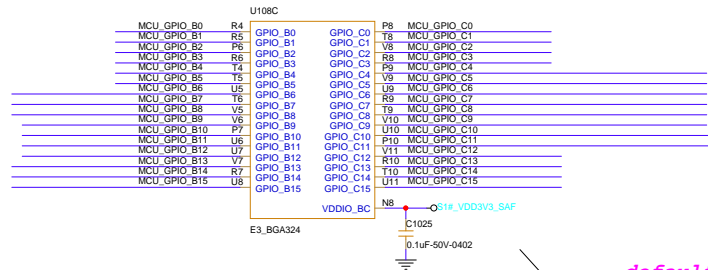 U108C
MCU_GPIO_B0 R4 GPIO_B0 GPIO_C0 P8 MCU_GPIO_C0
MCU_GPIO_B1 R5 GPIO_B1 GPIO_C1 T8 MCU_GPIO_C1
MCU_GPIO_B2 P6 GPIO_B2 GPIO_C2 V8 MCU_GPIO_C2
MCU_GPIO_B3 R6 GPIO_B3 GPIO_C3 R8 MCU_GPIO_C3
MCU_GPIO_B4 T4 GPIO_B4 GPIO_C4 P9 MCU_GPIO_C4
MCU_GPIO_B5 T5 GPIO_B5 GPIO_C5 V9 MCU_GPIO_C5
MCU_GPIO_B6 U5 GPIO_B6 GPIO_C6 U9 MCU_GPIO_C6
MCU_GPIO_B7 T6 GPIO_B7 GPIO_C7 R9 MCU_GPIO_C7
MCU_GPIO_B8 V5 GPIO_B8 GPIO_C8 T9 MCU_GPIO_C8
MCU_GPIO_B9 V6 GPIO_B9 GPIO_C9 V10 MCU_GPIO_C9
MCU_GPIO_B10 P7 GPIO_B10 GPIO_C10 U10 MCU_GPIO_C10
MCU_GPIO_B11 U6 GPIO_B11 GPIO_C11 P10 MCU_GPIO_C11
MCU_GPIO_B12 U7 GPIO_B12 GPIO_C12 V11 MCU_GPIO_C12
MCU_GPIO_B13 V7 GPIO_B13 GPIO_C13 R10 MCU_GPIO_C13
MCU_GPIO_B14 R7 GPIO_B14 GPIO_C14 T10 MCU_GPIO_C14
MCU_GPIO_B15 U8 GPIO_B15 GPIO_C15 U11 MCU_GPIO_C15
VDDIO_BC N8 S1#_VDD3V3_SAF
E3_BGA324
C1025
0.1uF-50V-0402